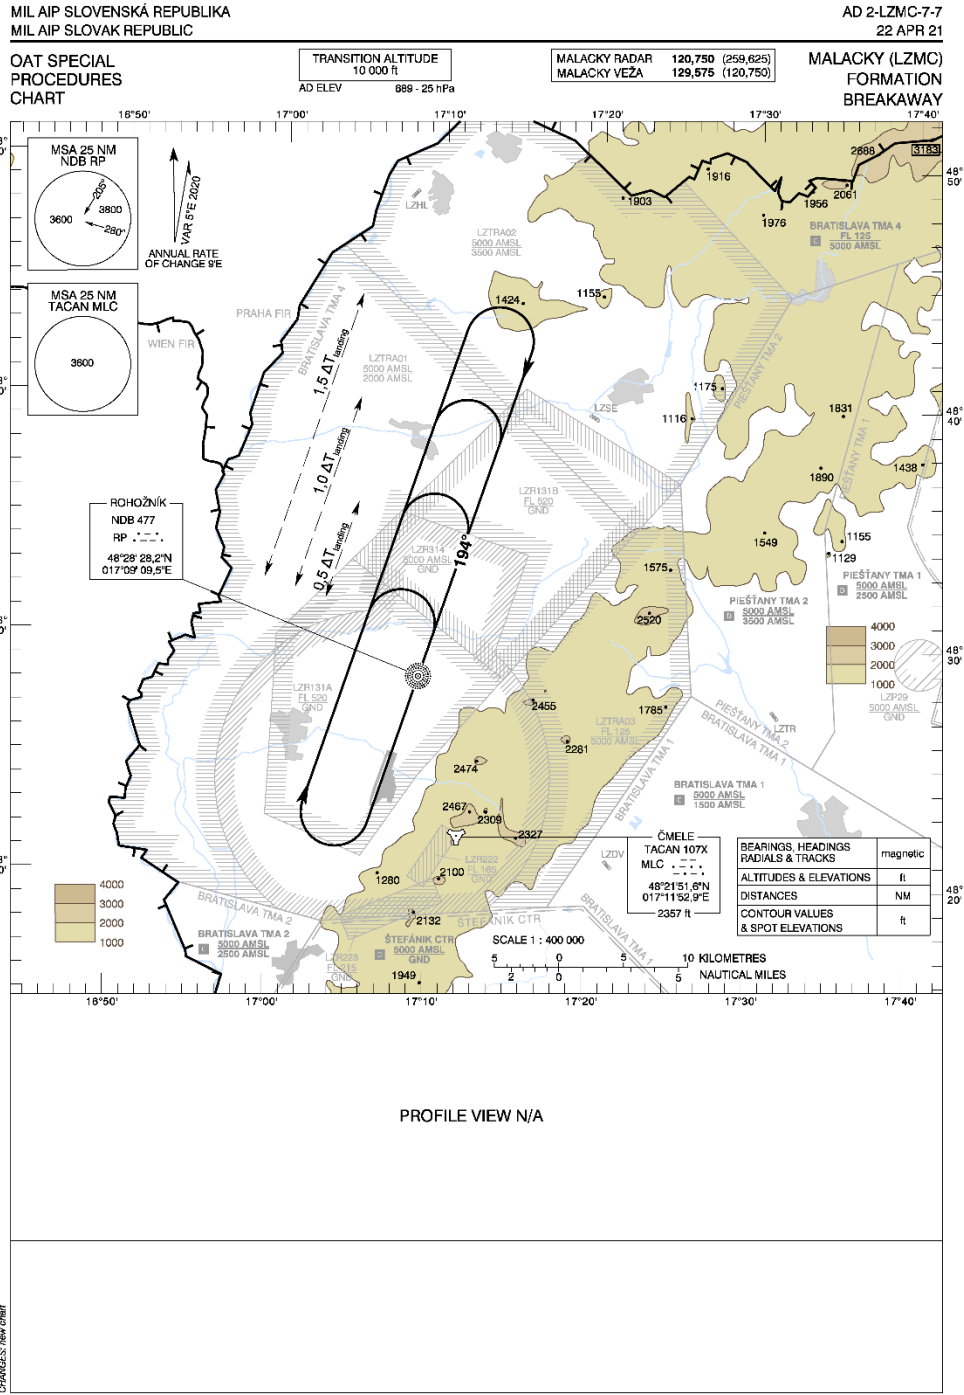 MIL AIP SLOVENSKÁ REPUBLIKA
MIL AIP SLOVAK REPUBLIC
AD 2-LZMC-7-7
22 APR 21
OAT SPECIAL
PROCEDURES
CHART
TRANSITION ALTITUDE
10 000 ft
AD ELEV 689 - 25 hPa
MALACKY RADAR 120,750 (259,625)
MALACKY VEŽA 129,575 (120,750)
MALACKY (LZMC)
FORMATION
BREAKAWAY
16°50' 17°00' 17°10' 17°20' 17°30' 17°40'
MSA 25 NM
NDB RP
205°
3600
3800
280°
VAR 5°E 2020
ANNUAL RATE
OF CHANGE 9'E
MSA 25 NM
TACAN MLC
3600
LZHL
LZTRA02
5000 AMSL
3500 AMSL
1903
1916
1976
1956
2061
2688
3183
48°
50'
BRATISLAVA TMA 4
C
FL 125
5000 AMSL
PRAHA FIR
WIEN FIR
BRATISLAVA TMA 4
1424
1155
LZTRA01
5000 AMSL
2000 AMSL
1,5 ΔT landing
1,0 ΔT landing
0,5 ΔT landing
LZSE
1175
1116
PIEŠŤANY TMA 2
1831
48°
40'
PIEŠŤANY TMA 1
1890
1438
ROHOŽNÍK
NDB 477
RP
48°28' 28,2"N
017°09' 09,5"E
LZR131B
FL 520
GND
LZR314
5000 AMSL
GND
194°
1549
1155
1129
1575
PIEŠŤANY TMA 1
D
5000 AMSL
2500 AMSL
PIEŠŤANY TMA 2
D
5000 AMSL
3500 AMSL
2520
4000
3000
2000
1000
48°
30'
LZP29
5000 AMSL
GND
LZR131A
FL 520
GND
2455
LZTRA03
FL 125
5000 AMSL
1785
PIEŠŤANY TMA 2
BRATISLAVA TMA 1
LZTR
2281
2474
BRATISLAVA TMA 1
BRATISLAVA TMA 1
C
5000 AMSL
1500 AMSL
2467
2309
2327
LZDV
ČMELE
TACAN 107X
MLC
48°21'51,6"N
017°11'52,9"E
2357 ft
BEARINGS, HEADINGS
RADIALS & TRACKS
magnetic
ALTITUDES & ELEVATIONS ft
DISTANCES NM
CONTOUR VALUES
& SPOT ELEVATIONS
ft
48°
20'
LZR222
FL 165
GND
1280
2100
4000
3000
2000
1000
BRATISLAVA TMA 2
BRATISLAVA TMA 2
5000 AMSL
2500 AMSL
2132
ŠTEFÁNIK CTR
ŠTEFÁNIK CTR
D
5000 AMSL
GND
LZR223
FL 215
GND
BRATISLAVA TMA 1
1949
SCALE 1 : 400 000
5 0 5 10 KILOMETRES
2 0 5 NAUTICAL MILES
16°50' 17°00' 17°10' 17°20' 17°30' 17°40'
PROFILE VIEW N/A
CHANGES: new chart